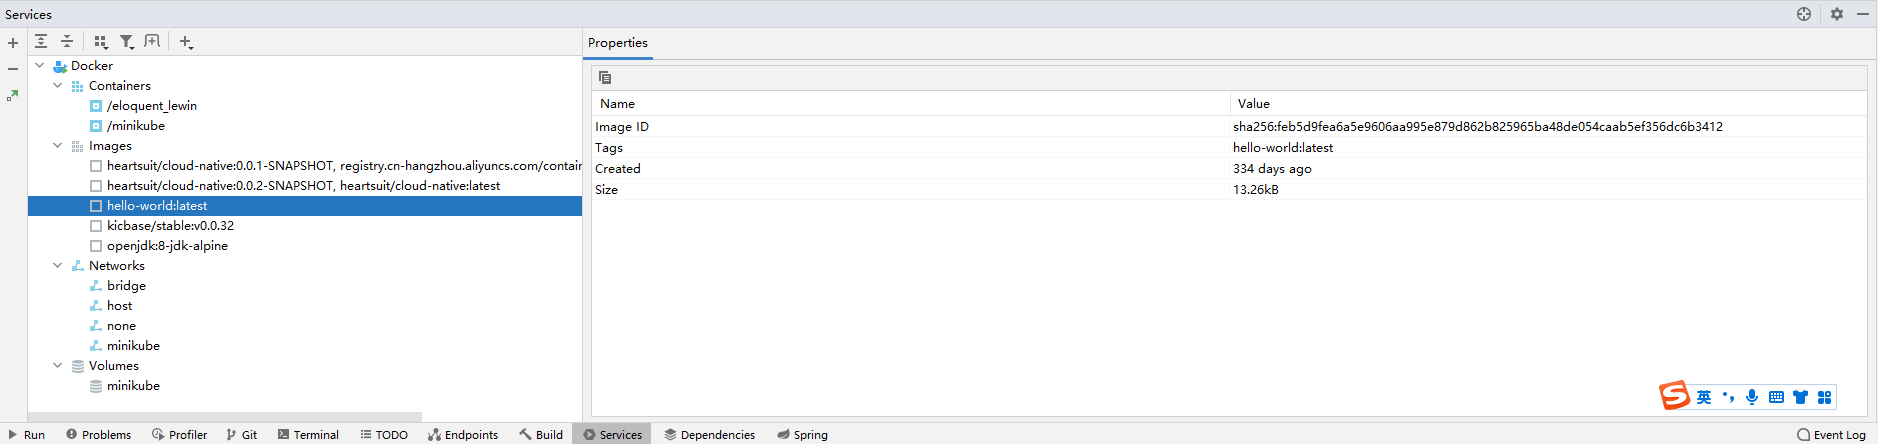 Services
Docker
Containers
/eloquent_lewin
/minikube
Images
heartsuit/cloud-native:0.0.1-SNAPSHOT, registry.cn-hangzhou.aliyuncs.com/contain
heartsuit/cloud-native:0.0.2-SNAPSHOT, heartsuit/cloud-native:latest
hello-world:latest
kicbase/stable:v0.0.32
openjdk:8-jdk-alpine
Networks
bridge
host
none
minikube
Volumes
minikube
Properties
Name Value
Image ID sha256:feb5d9fea6a5e9606aa995e879d862b825965ba48de054caab5ef356dc6b3412
Tags hello-world:latest
Created 334 days ago
Size 13.26kB
英
Run Problems Profiler Git Terminal TODO Endpoints Build Services Dependencies Spring Event Log